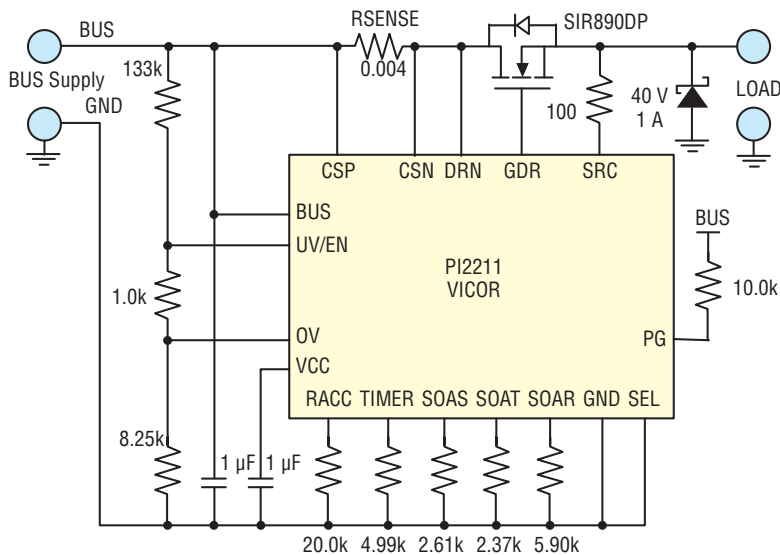 RSENSE
SIR890DP
BUS
0.004
133k
BUS Supply
GND
100
40 V
1 A
LOAD
CSP CSN DRN GDR SRC
BUS
UV/EN
BUS
PI2211
VICOR
1.0k
10.0k
OV
PG
VCC
RACC TIMER SOAS SOAT SOAR GND SEL
8.25k
1 µF 1 µF
20.0k 4.99k 2.61k 2.37k 5.90k